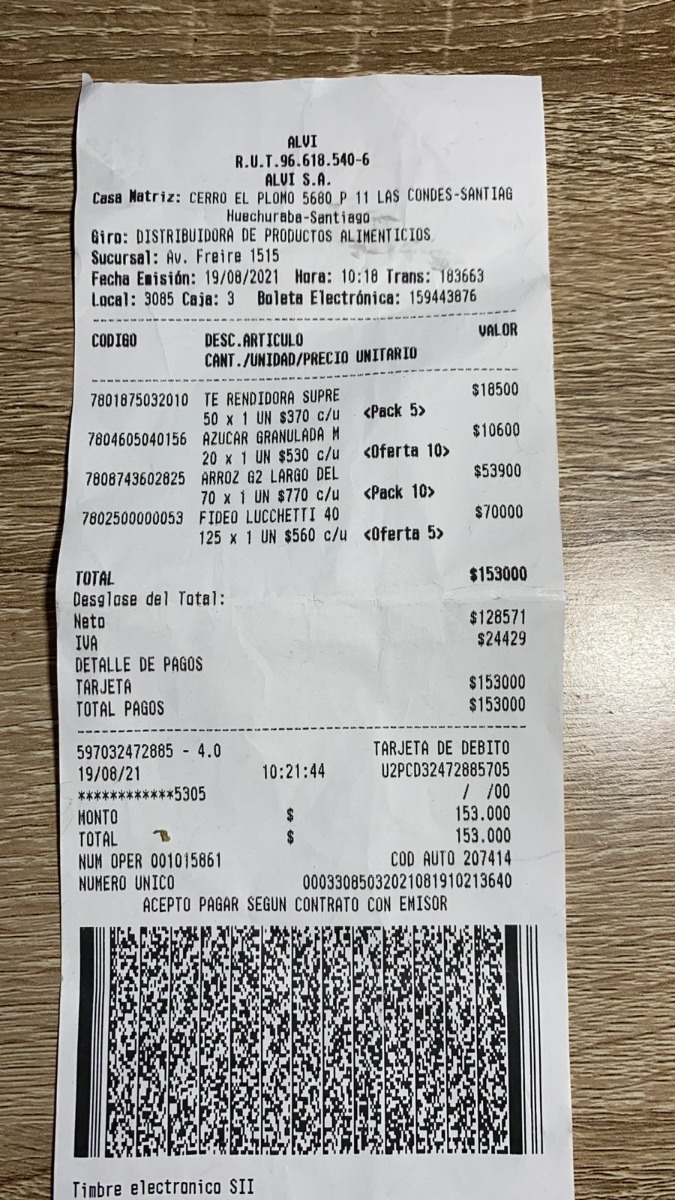 ALVI
R.U.T.96.618.540-6
ALVI S.A.
Casa Matriz: CERRO EL PLOMO 5680 P 11 LAS CONDES-SANTIAG
Huechuraba-Santiago
Giro: DISTRIBUIDORA DE PRODUCTOS ALIMENTICIOS
Sucursal: Av. Freire 1515
Fecha Emisión: 19/08/2021 Hora: 10:18 Trans: 183663
Local: 3085 Caja: 3 Boleta Electrónica: 159443876
CODIGO DESC.ARTICULO VALOR
CANT./UNIDAD/PRECIO UNITARIO
7801875032010 TE RENDIDORA SUPRE $18500
50 x 1 UN $370 c/u <Pack 5>
7804605040156 AZUCAR GRANULADA M $10600
20 x 1 UN $530 c/u <Oferta 10>
7808743602825 ARROZ G2 LARGO DEL $53900
70 x 1 UN $770 c/u <Pack 10>
7802500000053 FIDEO LUCCHETTI 40 $70000
125 x 1 UN $560 c/u <Oferta 5>
TOTAL $153000
Desglose del Total:
Neto $128571
IVA $24429
DETALLE DE PAGOS
TARJETA $153000
TOTAL PAGOS $153000
597032472885 - 4.0 TARJETA DE DEBITO
19/08/21 10:21:44 U2PCD32472885705
************5305 / /00
MONTO $ 153.000
TOTAL $ 153.000
NUM OPER 001015861 COD AUTO 207414
NUMERO UNICO 00033085032021081910213640
ACEPTO PAGAR SEGUN CONTRATO CON EMISOR
Timbre electronico SII